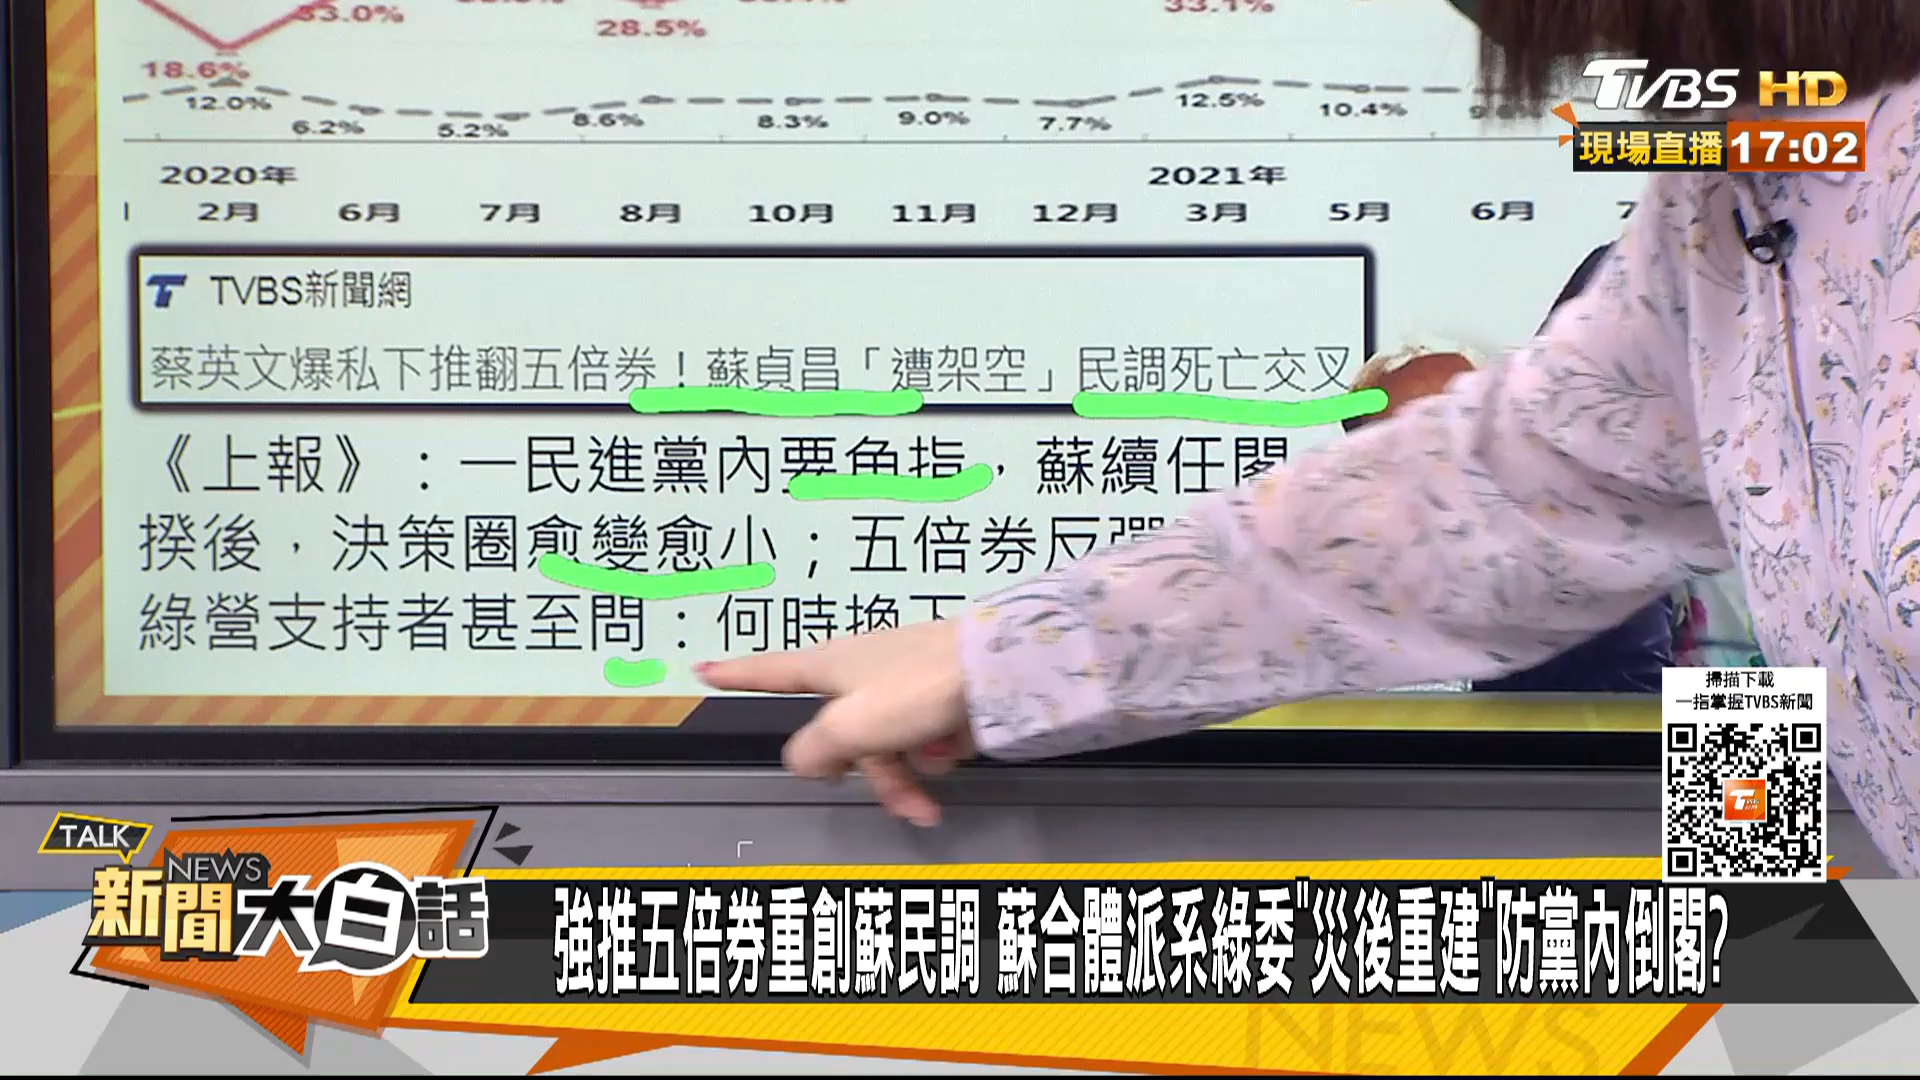 33.0%
28.5%
33.1%
18.6%
12.0%
6.2%
5.2%
8.6%
8.3%
9.0%
7.7%
12.5%
10.4%
2020年
2021年
2月 6月 7月 8月 10月 11月 12月 3月 5月 6月 7
TVBS HD
現場直播 17:02
TVBS新聞網
蔡英文爆私下推翻五倍券！蘇貞昌「遭架空」民調死亡交叉
《上報》：一民進黨內要角指，蘇續任閣
揆後，決策圈愈變愈小；五倍券反彈
綠營支持者甚至問：何時換下
掃描下載
一指掌握TVBS新聞
TALK
NEWS
新聞大白話
強推五倍券重創蘇民調 蘇合體派系綠委"災後重建"防黨內倒閣?
NEWS